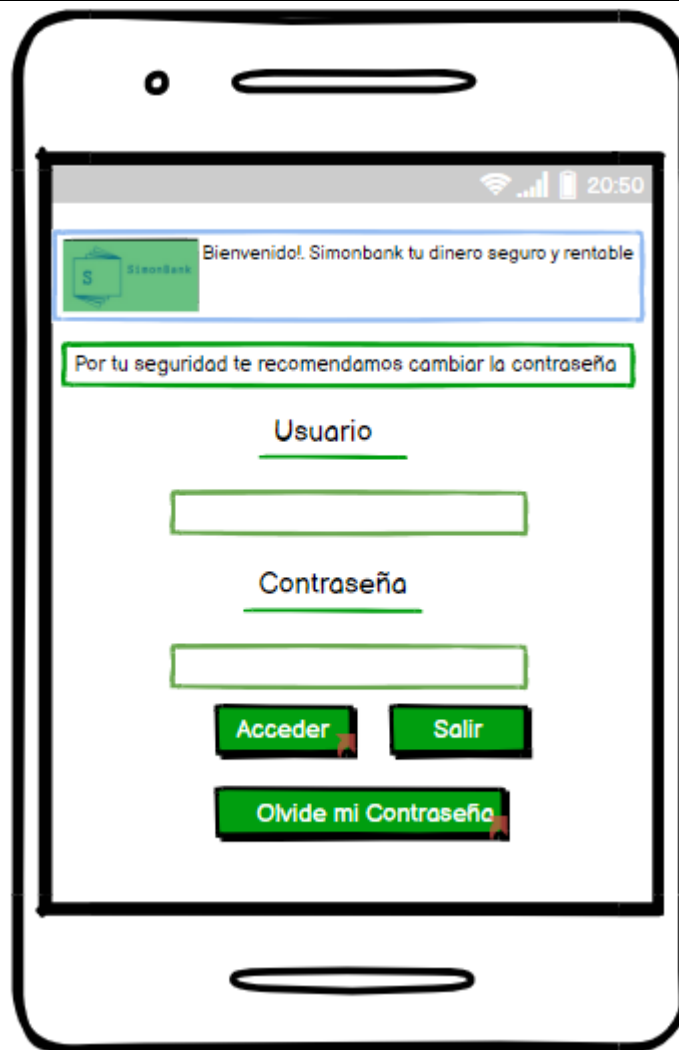 20:50
S
SimonBank
Bienvenido!. Simonbank tu dinero seguro y rentable
Por tu seguridad te recomendamos cambiar la contraseña
Usuario
Contraseña
Acceder
Salir
Olvide mi Contraseña